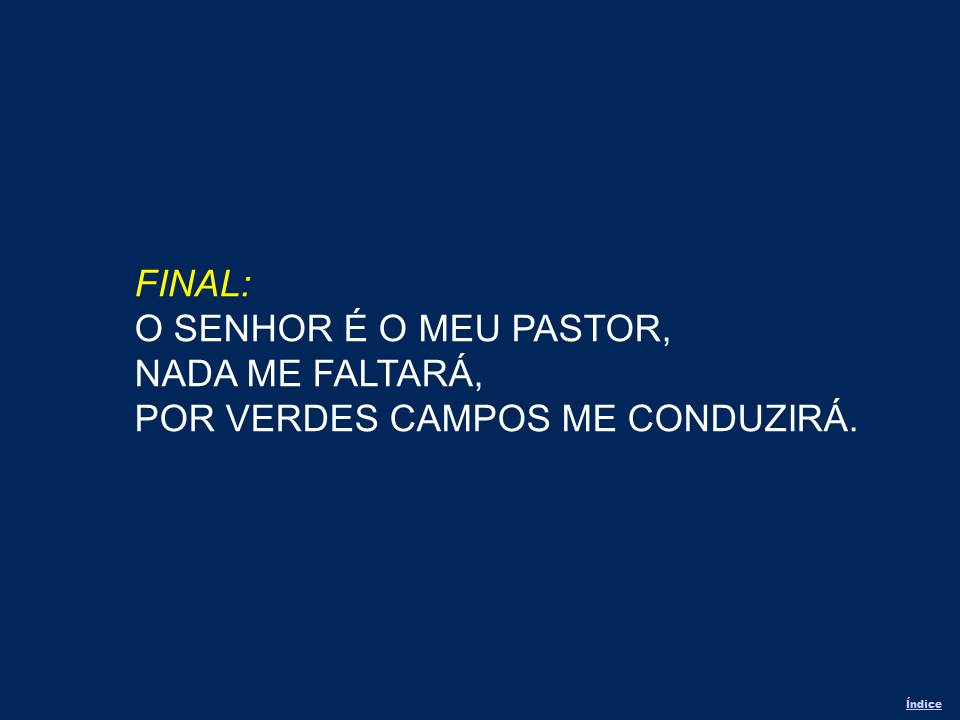 FINAL:
O SENHOR É O MEU PASTOR,
NADA ME FALTARÁ,
POR VERDES CAMPOS ME CONDUZIRÁ.
Índice